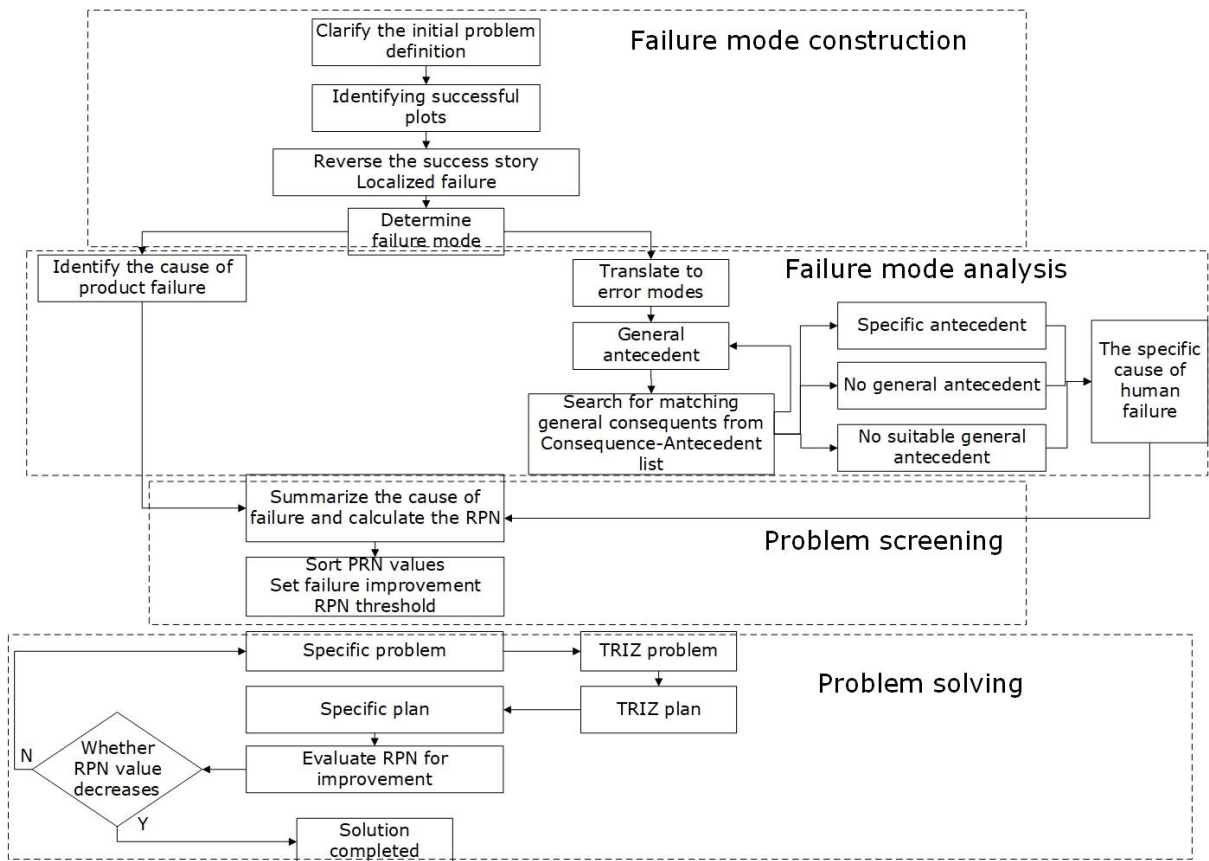 Clarify the initial problem
definition
Failure mode construction
Identifying successful
plots
Reverse the success story
Localized failure
Determine
failure mode
Identify the cause of
product failure
Failure mode analysis
Translate to
error modes
General
antecedent
Search for matching
general consequents from
Consequence-Antecedent
list
Specific antecedent
No general antecedent
No suitable general
antecedent
The specific
cause of
human
failure
Summarize the cause of
failure and calculate the RPN
Problem screening
Sort PRN values
Set failure improvement
RPN threshold
Specific problem
TRIZ problem
Problem solving
Specific plan
TRIZ plan
Evaluate RPN for
improvement
N
Whether
RPN value
decreases
Y
Solution
completed